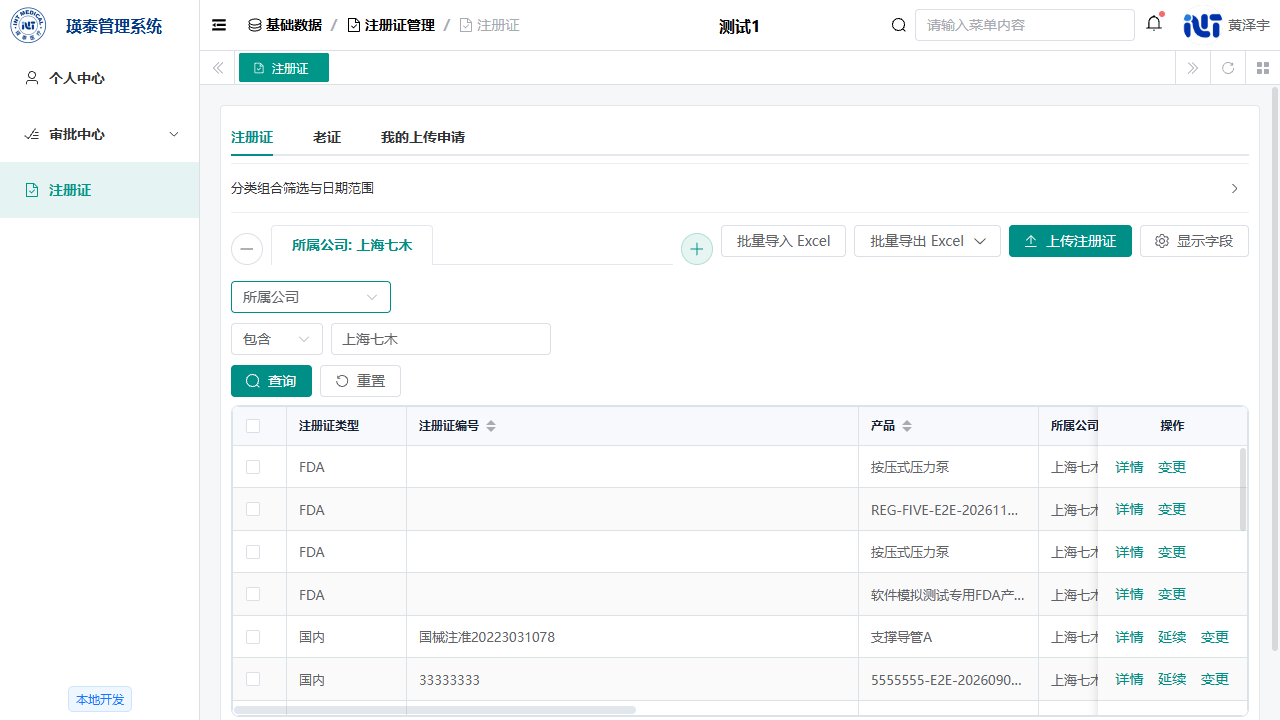 瑛泰管理系统
基础数据 / 注册证管理 / 注册证
测试1
请输入菜单内容
黄泽宇
个人中心
审批中心
注册证
注册证
注册证 老证 我的上传申请
分类组合筛选与日期范围
所属公司: 上海七木
批量导入 Excel
批量导出 Excel
上传注册证
显示字段
所属公司
包含 上海七木
查询 重置
注册证类型 注册证编号 产品 所属公司 操作
FDA 按压式压力泵 上海七木 详情 变更
FDA REG-FIVE-E2E-202611... 上海七木 详情 变更
FDA 按压式压力泵 上海七木 详情 变更
FDA 软件模拟测试专用FDA产... 上海七木 详情 变更
国内 国械注准20223031078 支撑导管A 上海七木 详情 延续 变更
国内 33333333 5555555-E2E-2026090... 上海七木 详情 延续 变更
本地开发